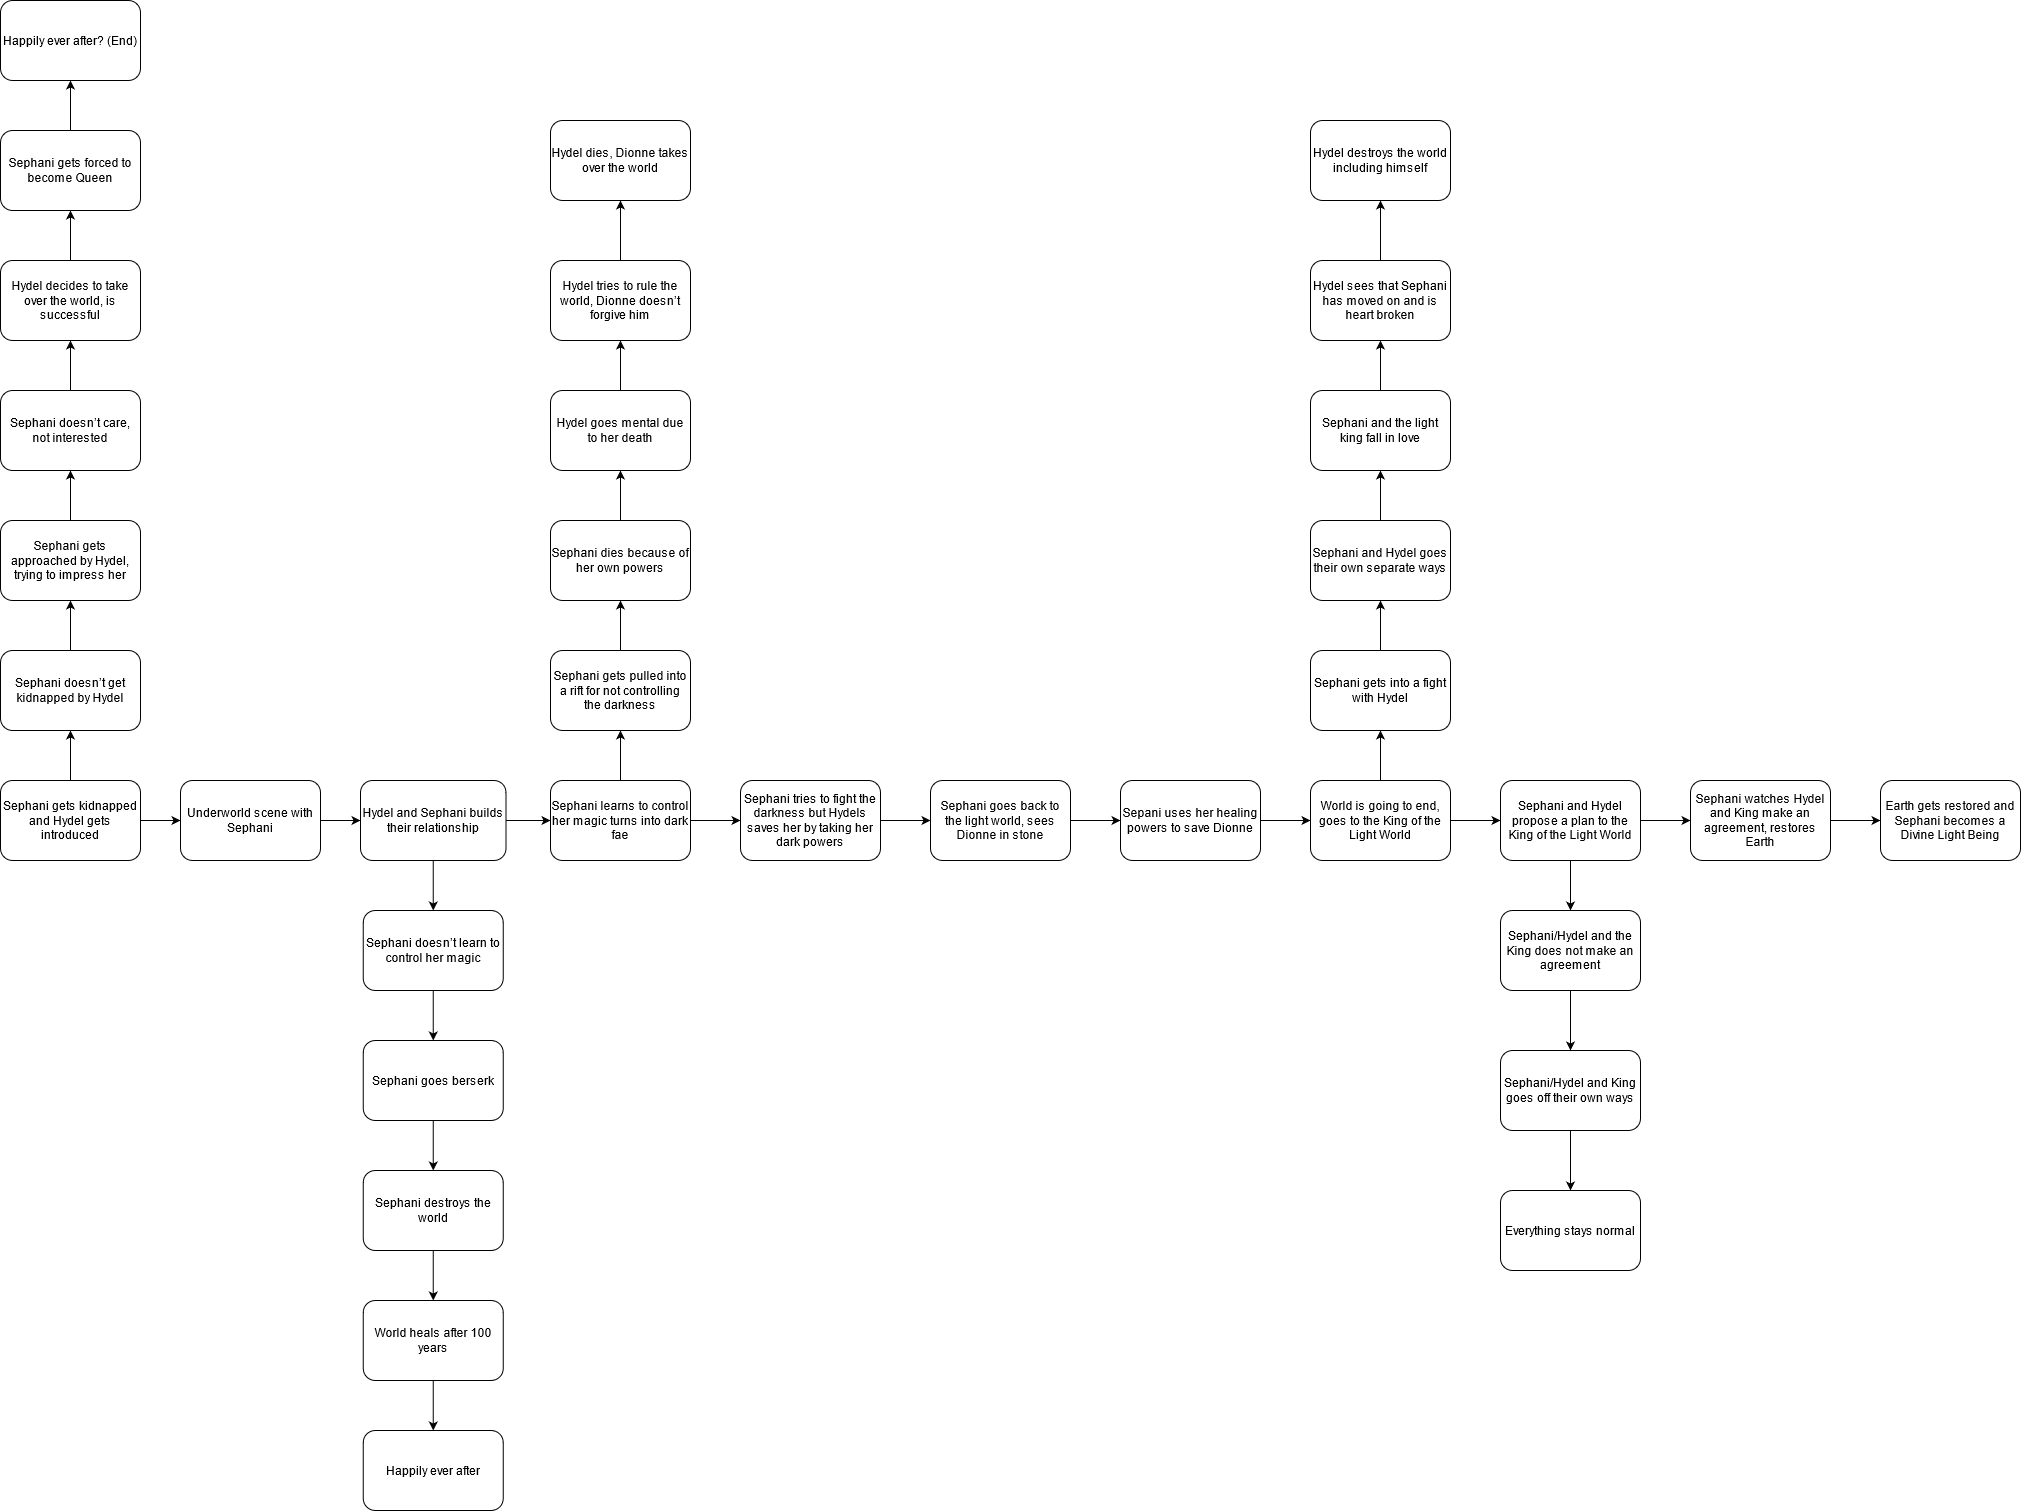 Happily ever after? (End)
Sephani gets forced to
become Queen
Hydel decides to take
over the world, is
successful
Sephani doesn't care,
not interested
Sephani gets
approached by Hydel,
trying to impress her
Sephani doesn't get
kidnapped by Hydel
Sephani gets kidnapped
and Hydel gets
introduced
Underworld scene with
Sephani
Hydel and Sephani builds
their relationship
Sephani doesn't learn to
control her magic
Sephani goes berserk
Sephani destroys the
world
World heals after 100
years
Happily ever after
Hydel dies, Dionne takes
over the world
Hydel tries to rule the
world, Dionne doesn't
forgive him
Hydel goes mental due
to her death
Sephani dies because of
her own powers
Sephani gets pulled into
a rift for not controlling
the darkness
Sephani learns to control
her magic turns into dark
fae
Sephani tries to fight the
darkness but Hydels
saves her by taking her
dark powers
Sephani goes back to
the light world, sees
Dionne in stone
Sepani uses her healing
powers to save Dionne
Hydel destroys the world
including himself
Hydel sees that Sephani
has moved on and is
heart broken
Sephani and the light
king fall in love
Sephani and Hydel goes
their own separate ways
Sephani gets into a fight
with Hydel
World is going to end,
goes to the King of the
Light World
Sephani and Hydel
propose a plan to the
King of the Light World
Sephani/Hydel and the
King does not make an
agreement
Sephani/Hydel and King
goes off their own ways
Everything stays normal
Sephani watches Hydel
and King make an
agreement, restores
Earth
Earth gets restored and
Sephani becomes a
Divine Light Being